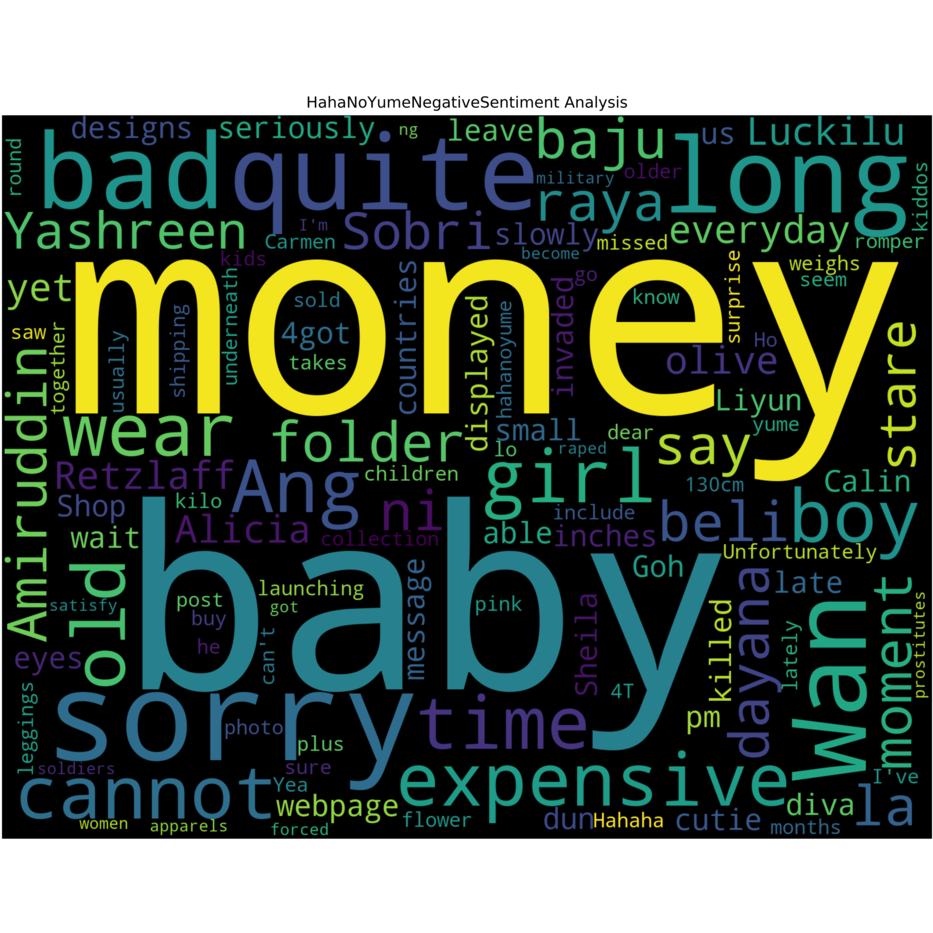 HahaNoYumeNegativeSentiment Analysis
round
designs
seriously
ng
leave
baju
us
Luckilu
bad
quite
military
older
long
kiddos
raya
Yashreen
I'm
Carmen
Sobri
slowly
become
missed
everyday
romper
kids
yet
money
underneath
sold
4got
takes
countries
displayed
hahanoyume
invaded
go
know
surprise
Ho
weighs
seem
olive
saw
together
usually
shipping
stare
Amiruddin
wear
folder
small
lo
raped
dear
say
Liyun
yume
Retzlaff
Ang
children
girl
130cm
Calin
Shop
kilo
Alicia
ni
collection
able
include
inches
beli
boy
wait
old
Unfortunately
baby
launching
Goh
late
satisfy
post
got
buy
he
can't
message
pink
Sheila
killed
dayana
lately
Wan
moment
prostitutes
eyes
4T
pm
leggings
sorry
photo
plus
time
soldiers
sure
cannot
Yea
webpage
expensive
I've
diva
la
women
apparels
forced
flower
dun
Hahaha
cutie
months